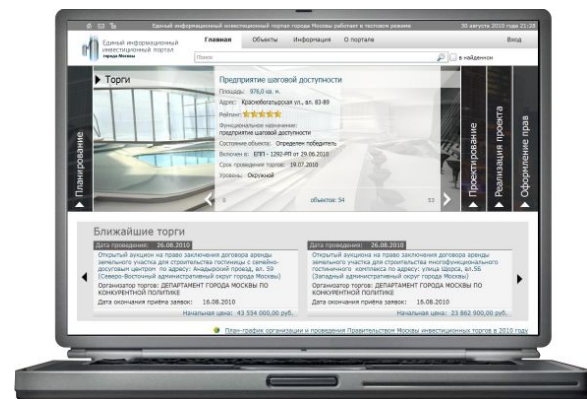 Единый информационный инвестиционный портал города Москвы работает в тестовом режиме
30 августа 2010 года 21:28
Единый информационный
инвестиционный портал
города Москвы
Главная Объекты Информация О портале Вход
Поиск в найденном
Торги
Предприятие шаговой доступности
Площадь: 976,0 кв. м.
Адрес: Краснобогатырская ул., вл. 83-89
Рейтинг:
Функциональное назначение:
предприятие шаговой доступности
Состояние объекта: Определен победитель
Включен в: ЕПП - 1292-РП от 29.06.2010
Срок проведения торгов: 19.07.2010
Уровень: Окружной
объектов: 54
53
Планирование
Проектирование
Реализация проекта
Оформление прав
Ближайшие торги
Дата проведения: 26.08.2010
Открытый аукцион на право заключения договора аренды
земельного участка для строительства гостиницы с семейно-
досуговым центром по адресу: Анадырский проезд, вл. 59
(Северо-Восточный административный округ города Москвы)
Организатор торгов: ДЕПАРТАМЕНТ ГОРОДА МОСКВЫ ПО
КОНКУРЕНТНОЙ ПОЛИТИКЕ
Дата окончания приёма заявок: 16.08.2010
Начальная цена: 43 534 000,00 руб.
Дата проведения: 26.08.2010
Открытый аукцион на право заключения договора аренды
земельного участка для строительства многофункционального
гостиничного комплекса по адресу: улица Щорса, вл.56
(Западный административный округ города Москвы)
Организатор торгов: ДЕПАРТАМЕНТ ГОРОДА МОСКВЫ ПО
КОНКУРЕНТНОЙ ПОЛИТИКЕ
Дата окончания приёма заявок: 16.08.2010
Начальная цена: 23 862 900,00 руб.
План-график организации и проведения Правительством Москвы инвестиционных торгов в 2010 году